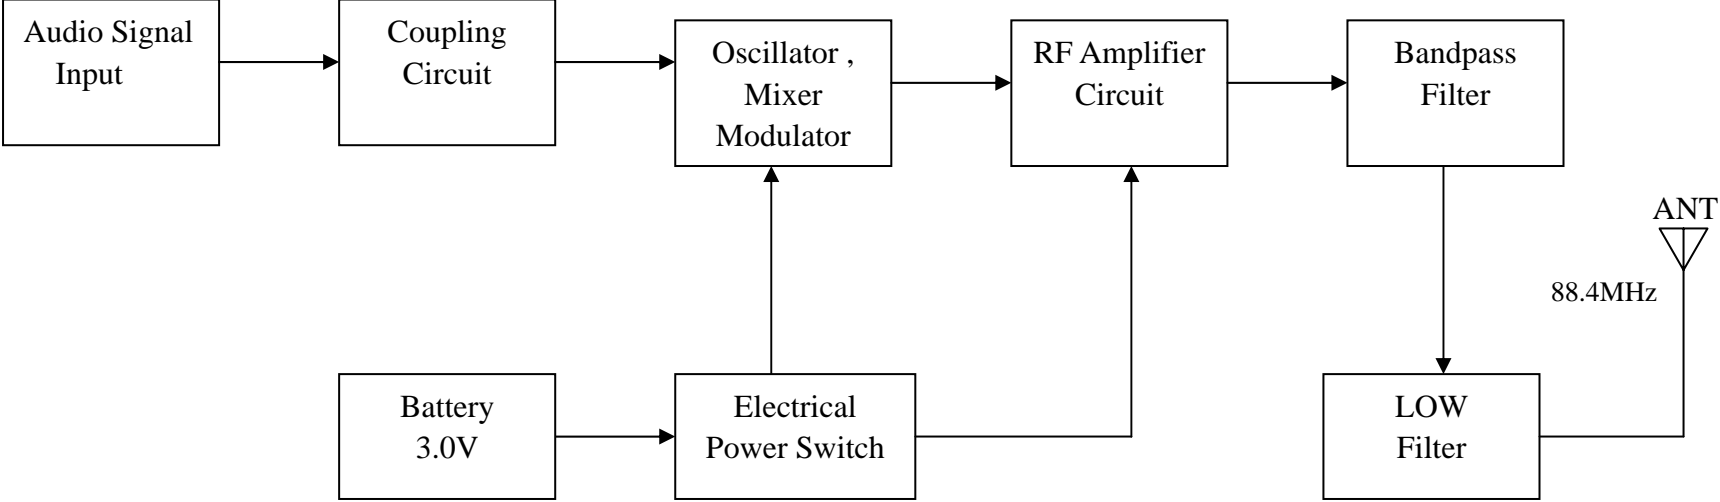 Audio Signal
Input
Coupling
Circuit
Oscillator ,
Mixer
Modulator
RF Amplifier
Circuit
Bandpass
Filter
ANT
88.4MHz
Battery
3.0V
Electrical
Power Switch
LOW
Filter